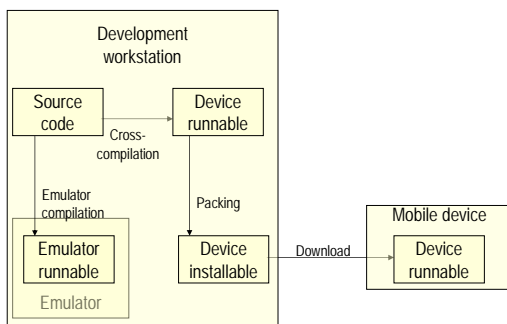 Development
workstation
Source
code
Device
runnable
Cross-
compilation
Emulator
compilation
Packing
Mobile device
Emulator
runnable
Device
installable
Download
Device
runnable
Emulator